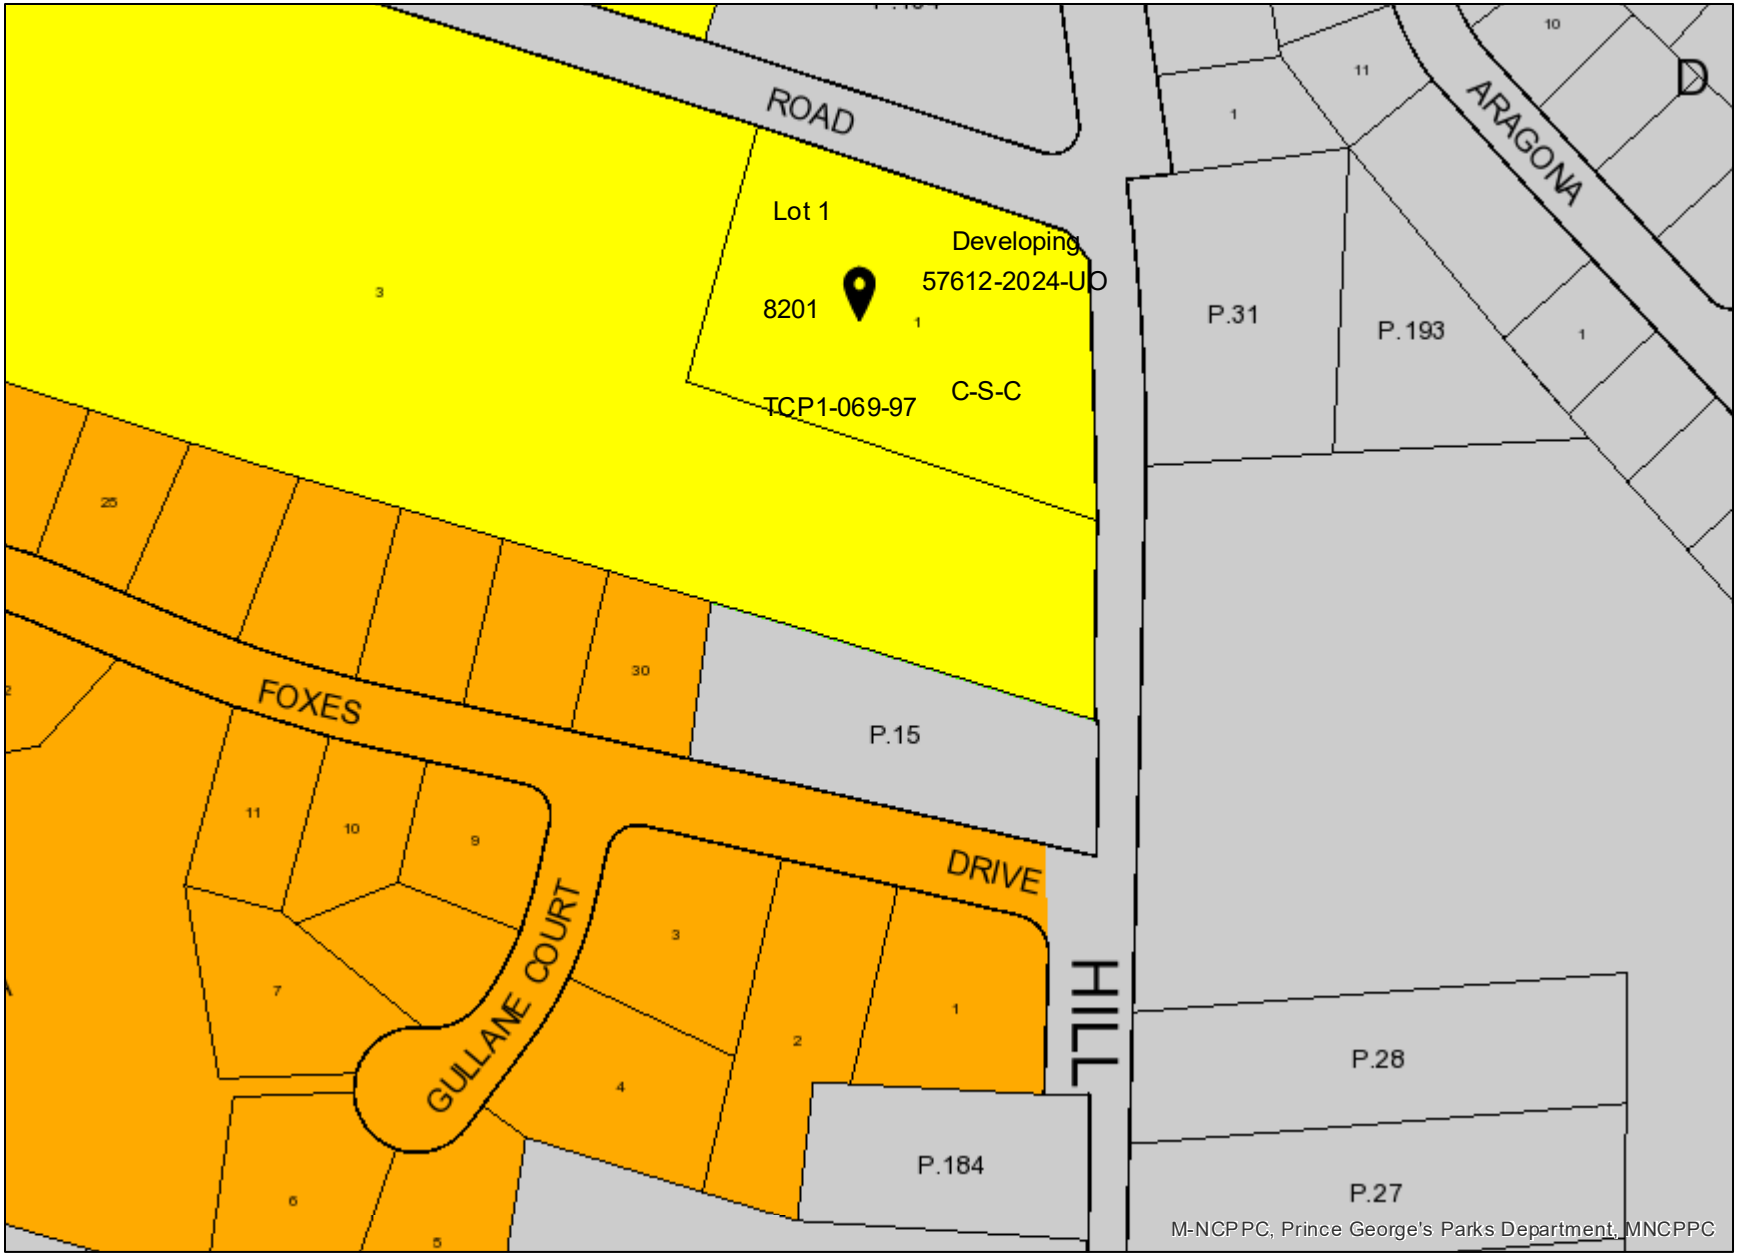 10
11
D
ROAD
1
ARAGONA
Lot 1
Developing
57612-2024-UO
3
8201
1
P.31
P.193
1
C-S-C
TCP1-069-97
25
30
FOXES
P.15
11
10
9
DRIVE
3
COURT
7
1
HILL
2
GULLANE
4
P.28
P.184
6
P.27
5
M-NCPPC, Prince George's Parks Department, MNCPPC